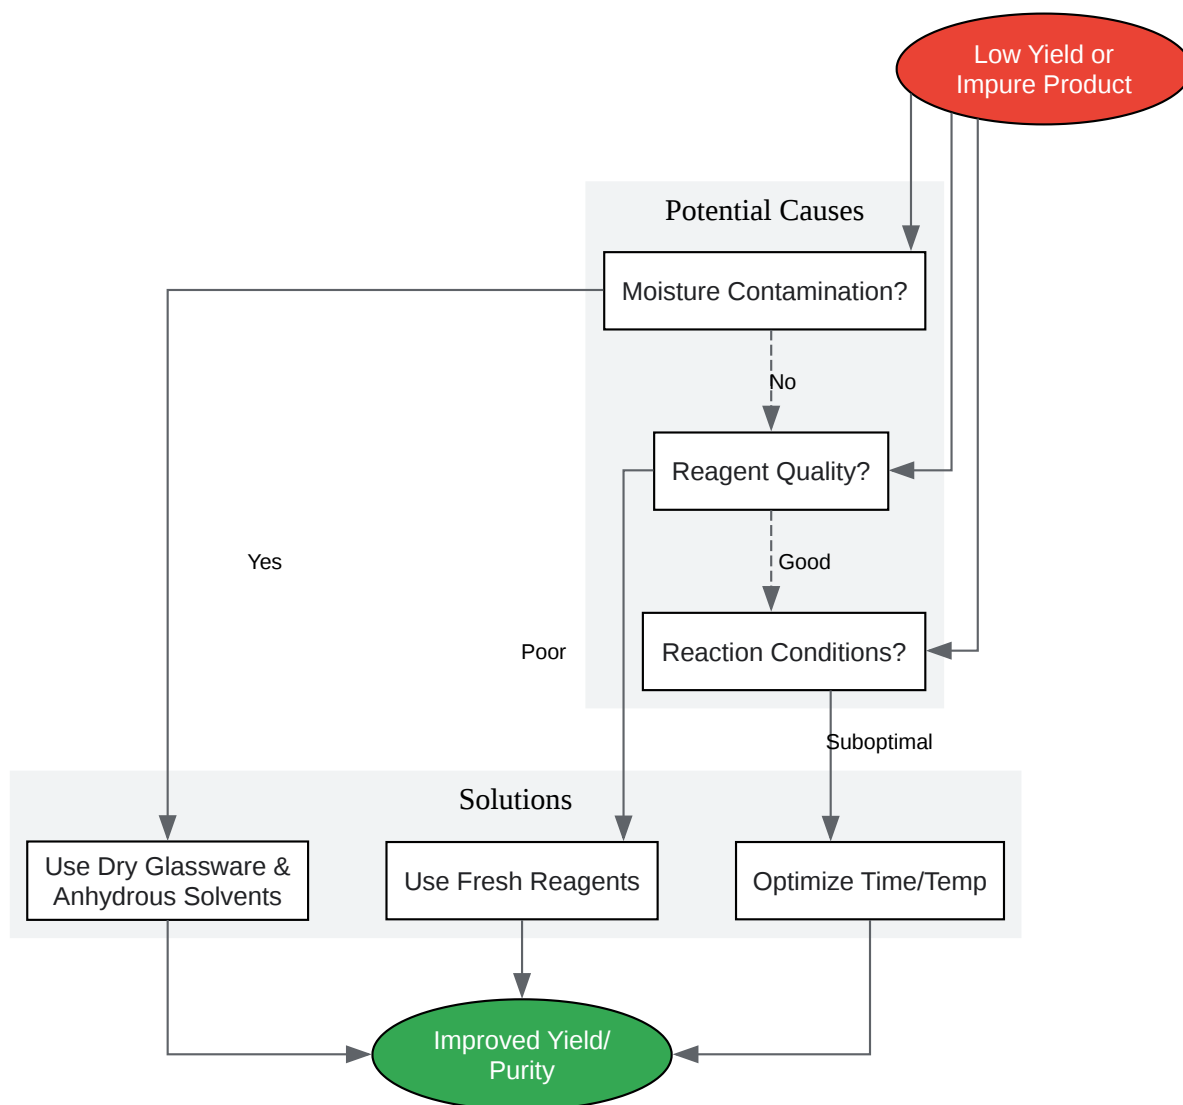 Low Yield or
Impure Product
Potential Causes
Moisture Contamination?
No
Reagent Quality?
Yes
Good
Poor
Reaction Conditions?
Suboptimal
Solutions
Use Dry Glassware &
Anhydrous Solvents
Use Fresh Reagents
Optimize Time/Temp
Improved Yield/
Purity